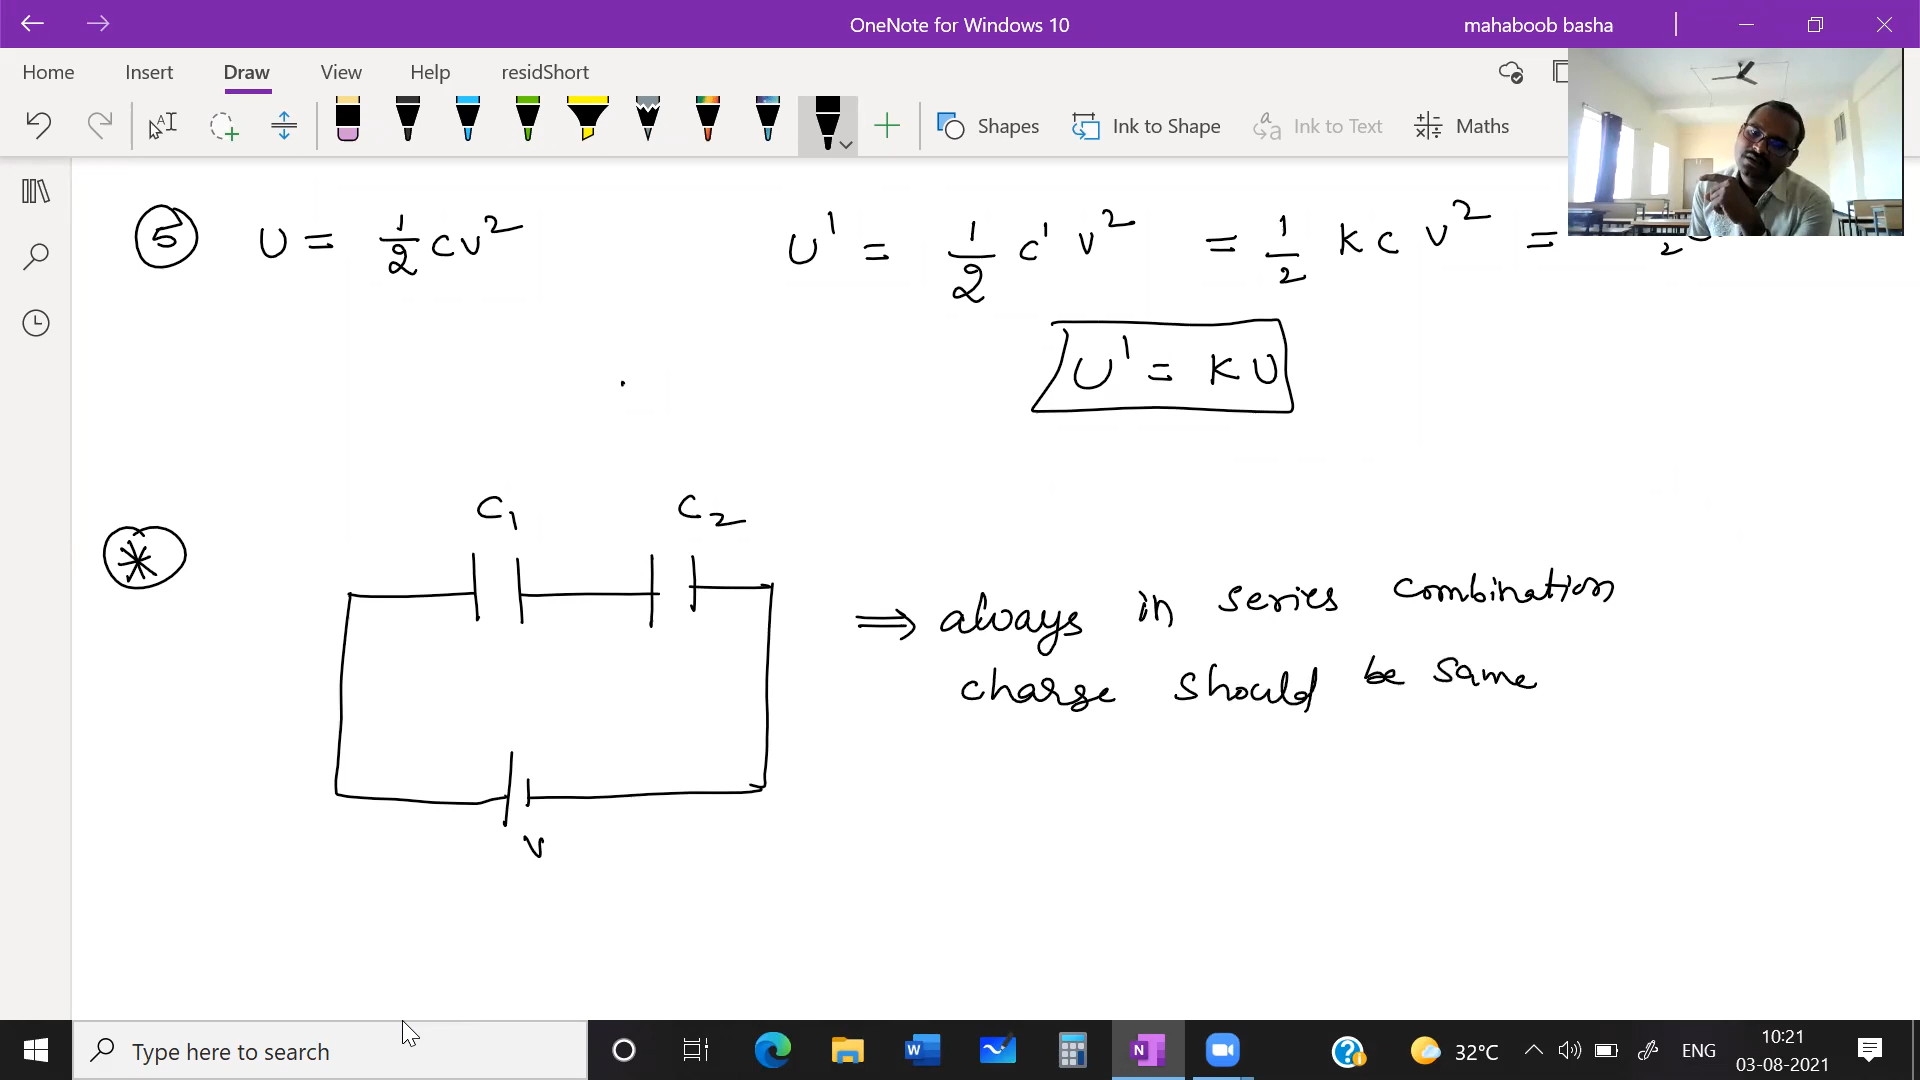 OneNote for Windows 10
mahaboob basha
Home Insert Draw View Help residShort
Shapes Ink to Shape Ink to Text Maths
5 U = 1/2 cv² U' = 1/2 c' v² = 1/2 K C v² =
U' = K U
C₁ C₂
*
⇒ always in series combination
charge should be same
V
Type here to search
32°C ENG 10:21
03-08-2021